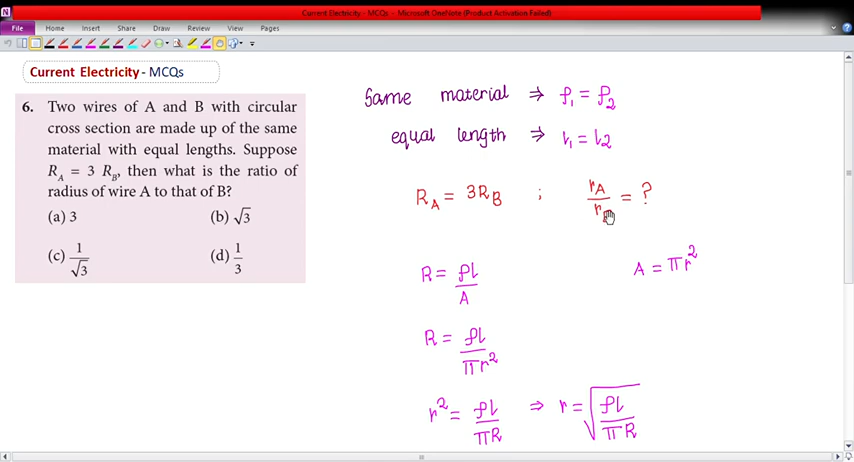 Current Electricity - MCQs - Microsoft OneNote (Product Activation Failed)
File Home Insert Share Draw Review View Pages
Current Electricity - MCQs
6. Two wires of A and B with circular
cross section are made up of the same
material with equal lengths. Suppose
R_A = 3 R_B, then what is the ratio of
radius of wire A to that of B?
(a) 3 (b) √3
(c) 1/√3 (d) 1/3
Same material ⇒ ρ₁ = ρ₂
equal length ⇒ l₁ = l₂
R_A = 3R_B ; r_A/r = ?
R = ρl/A A = πr²
R = ρl/πr²
r² = ρl/πR ⇒ r = √(ρl/πR)